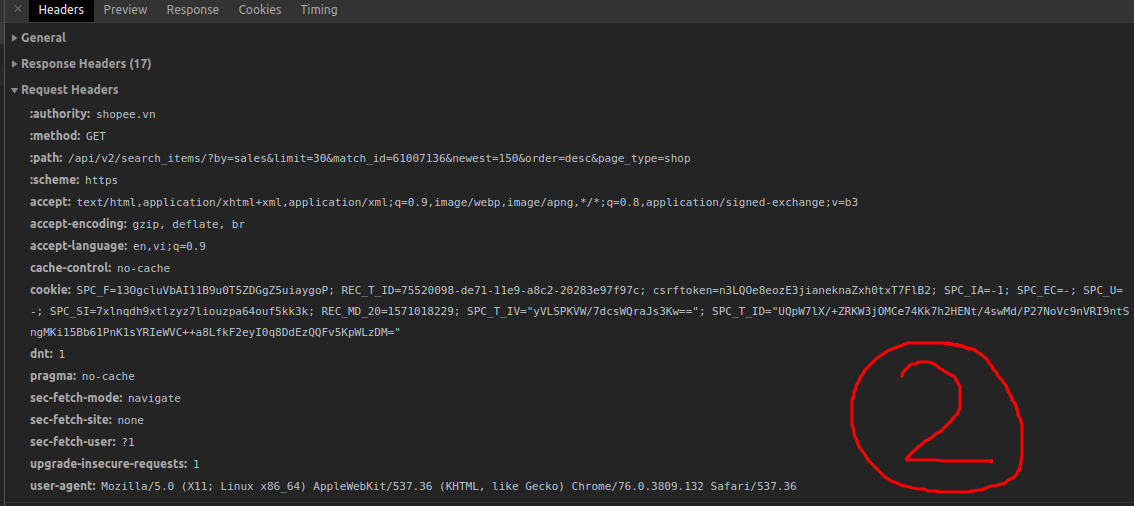 × Headers Preview Response Cookies Timing
▸ General
▸ Response Headers (17)
▾ Request Headers
:authority: shopee.vn
:method: GET
:path: /api/v2/search_items/?by=sales&limit=30&match_id=61007136&newest=150&order=desc&page_type=shop
:scheme: https
accept: text/html,application/xhtml+xml,application/xml;q=0.9,image/webp,image/apng,*/*;q=0.8,application/signed-exchange;v=b3
accept-encoding: gzip, deflate, br
accept-language: en,vi;q=0.9
cache-control: no-cache
cookie: SPC_F=13OgcluVbAI11B9u0T5ZDGgZ5uiaygoP; REC_T_ID=75520098-de71-11e9-a8c2-20283e97f97c; csrftoken=n3LQOe8eozE3jianeknaZxh0txT7FlB2; SPC_IA=-1; SPC_EC=-; SPC_U=
-; SPC_SI=7xlnqdh9xtlzyz7liouzpa64ouf5kk3k; REC_MD_20=1571018229; SPC_T_IV="yVLSPKVW/7dcsWQraJs3Kw=="; SPC_T_ID="UQpW7lX/+ZRKW3jOMCe74Kk7h2HENt/4swMd/P27NoVc9nVRI9ntS
ngMKi15Bb61PnK1sYRIeWVC++a8LfkF2eyI0q8DdEzQQFv5KpWLzDM="
dnt: 1
pragma: no-cache
sec-fetch-mode: navigate
sec-fetch-site: none
sec-fetch-user: ?1
upgrade-insecure-requests: 1
user-agent: Mozilla/5.0 (X11; Linux x86_64) AppleWebKit/537.36 (KHTML, like Gecko) Chrome/76.0.3809.132 Safari/537.36
2